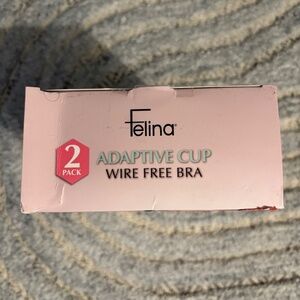 Felina
2
PACK
ADAPTIVE CUP
WIRE FREE BRA